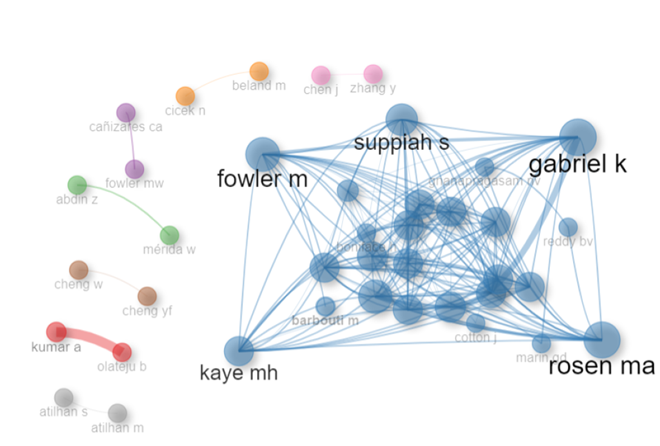 beland m
chen j
zhang y
cicek n
cañizares ca
suppiah s
gabriel k
fowler m
fowler mw
abdin z
reddy bv
mérida w
cheng w
cheng yf
barbouti m
kumar a
cotton j
olateju b
marin gd
rosen ma
kaye mh
atilhan s
atilhan m